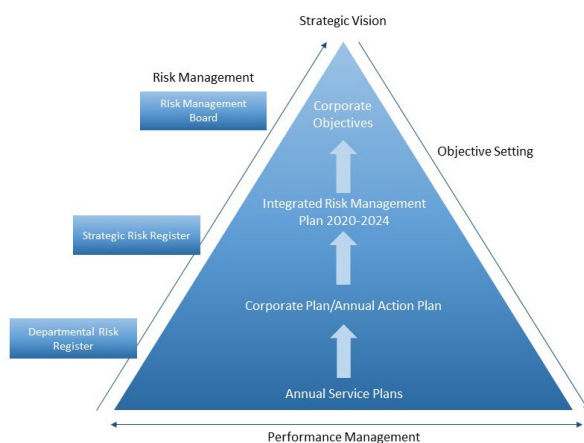 Strategic Vision
Risk Management
Risk Management
Board
Corporate
Objectives
Objective Setting
Integrated Risk Management
Plan 2020-2024
Strategic Risk Register
Corporate Plan/Annual Action Plan
Departmental Risk
Register
Annual Service Plans
Performance Management